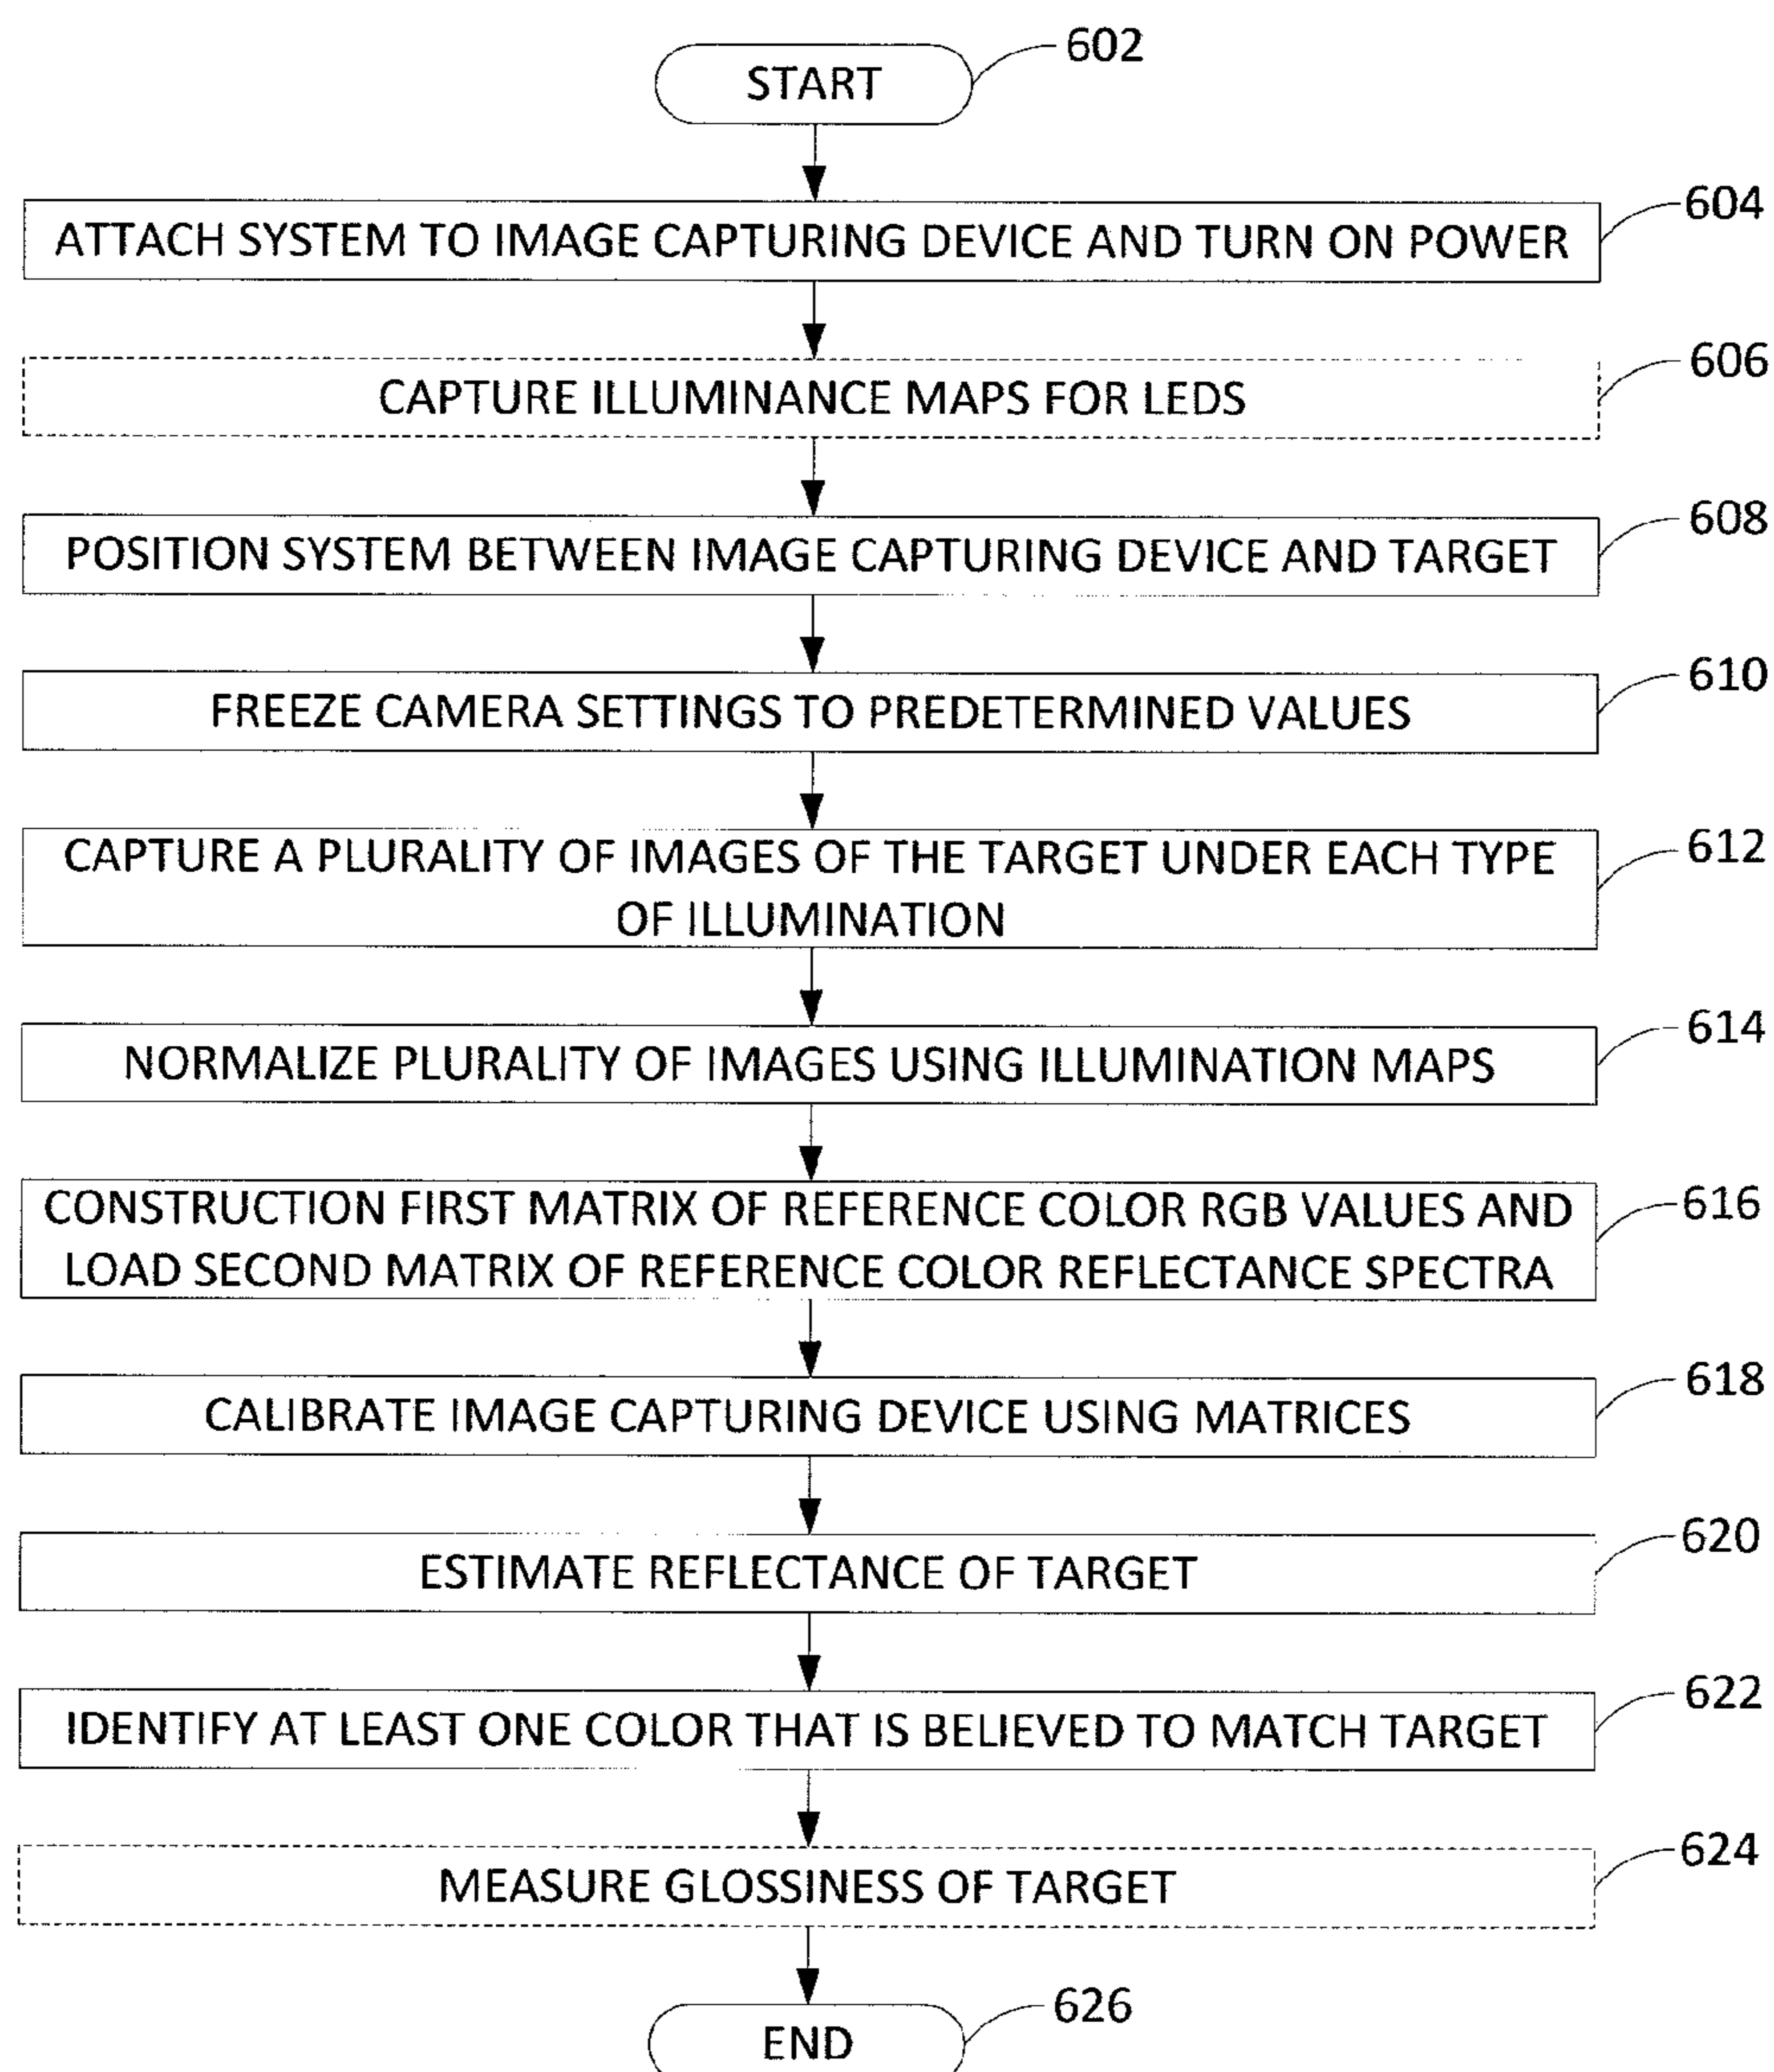 START
602
ATTACH SYSTEM TO IMAGE CAPTURING DEVICE AND TURN ON POWER
604
CAPTURE ILLUMINANCE MAPS FOR LEDS
606
POSITION SYSTEM BETWEEN IMAGE CAPTURING DEVICE AND TARGET
608
FREEZE CAMERA SETTINGS TO PREDETERMINED VALUES
610
CAPTURE A PLURALITY OF IMAGES OF THE TARGET UNDER EACH TYPE
OF ILLUMINATION
612
NORMALIZE PLURALITY OF IMAGES USING ILLUMINATION MAPS
614
CONSTRUCTION FIRST MATRIX OF REFERENCE COLOR RGB VALUES AND
LOAD SECOND MATRIX OF REFERENCE COLOR REFLECTANCE SPECTRA
616
CALIBRATE IMAGE CAPTURING DEVICE USING MATRICES
618
ESTIMATE REFLECTANCE OF TARGET
620
IDENTIFY AT LEAST ONE COLOR THAT IS BELIEVED TO MATCH TARGET
622
MEASURE GLOSSINESS OF TARGET
624
END
626